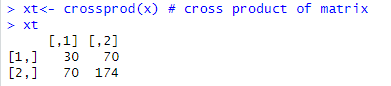 > xt<- crossprod(x) # cross product of matrix
> xt
     [,1] [,2]
[1,]   30   70
[2,]   70  174